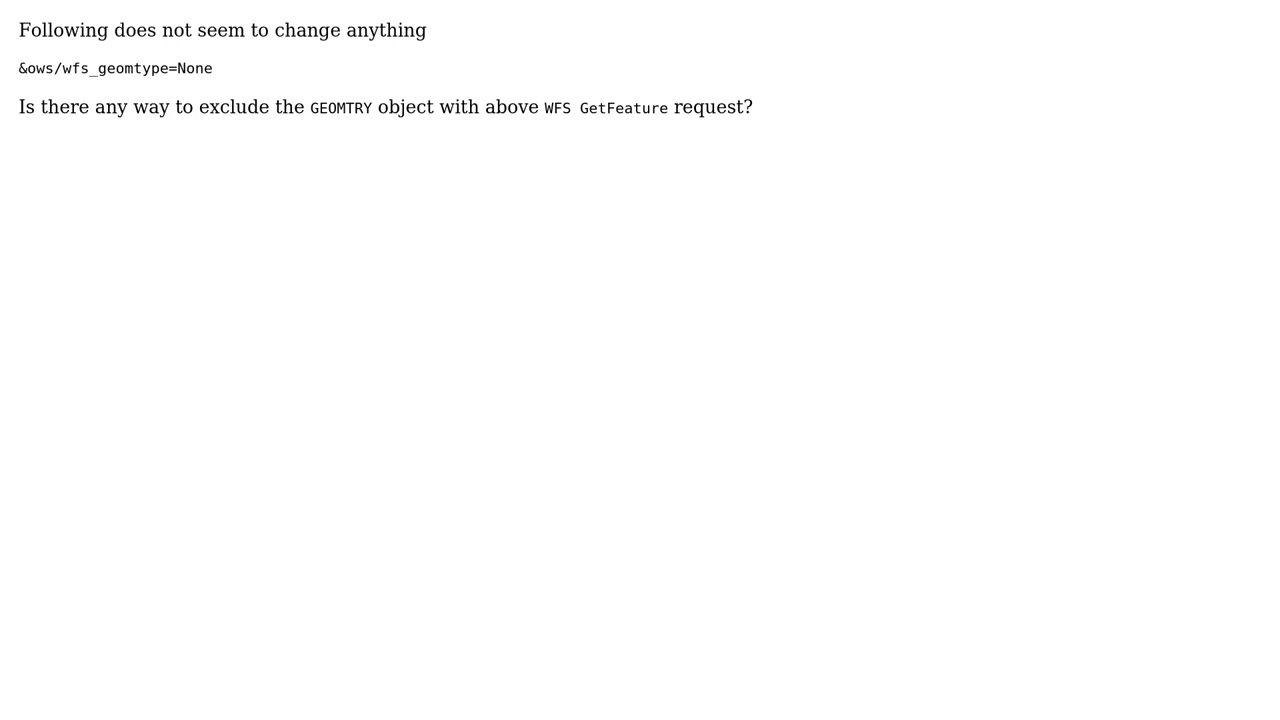 Following does not seem to change anything
&ows/wfs_geomtype=None
Is there any way to exclude the GEOMTRY object with above WFS GetFeature request?